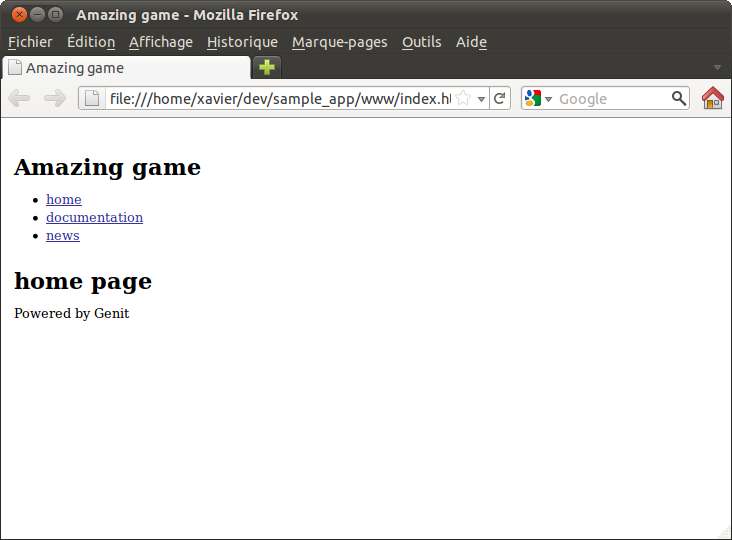 Amazing game - Mozilla Firefox
Fichier Édition Affichage Historique Marque-pages Outils Aide
Amazing game
file:///home/xavier/dev/sample_app/www/index.h Google
Amazing game
home
documentation
news
home page
Powered by Genit